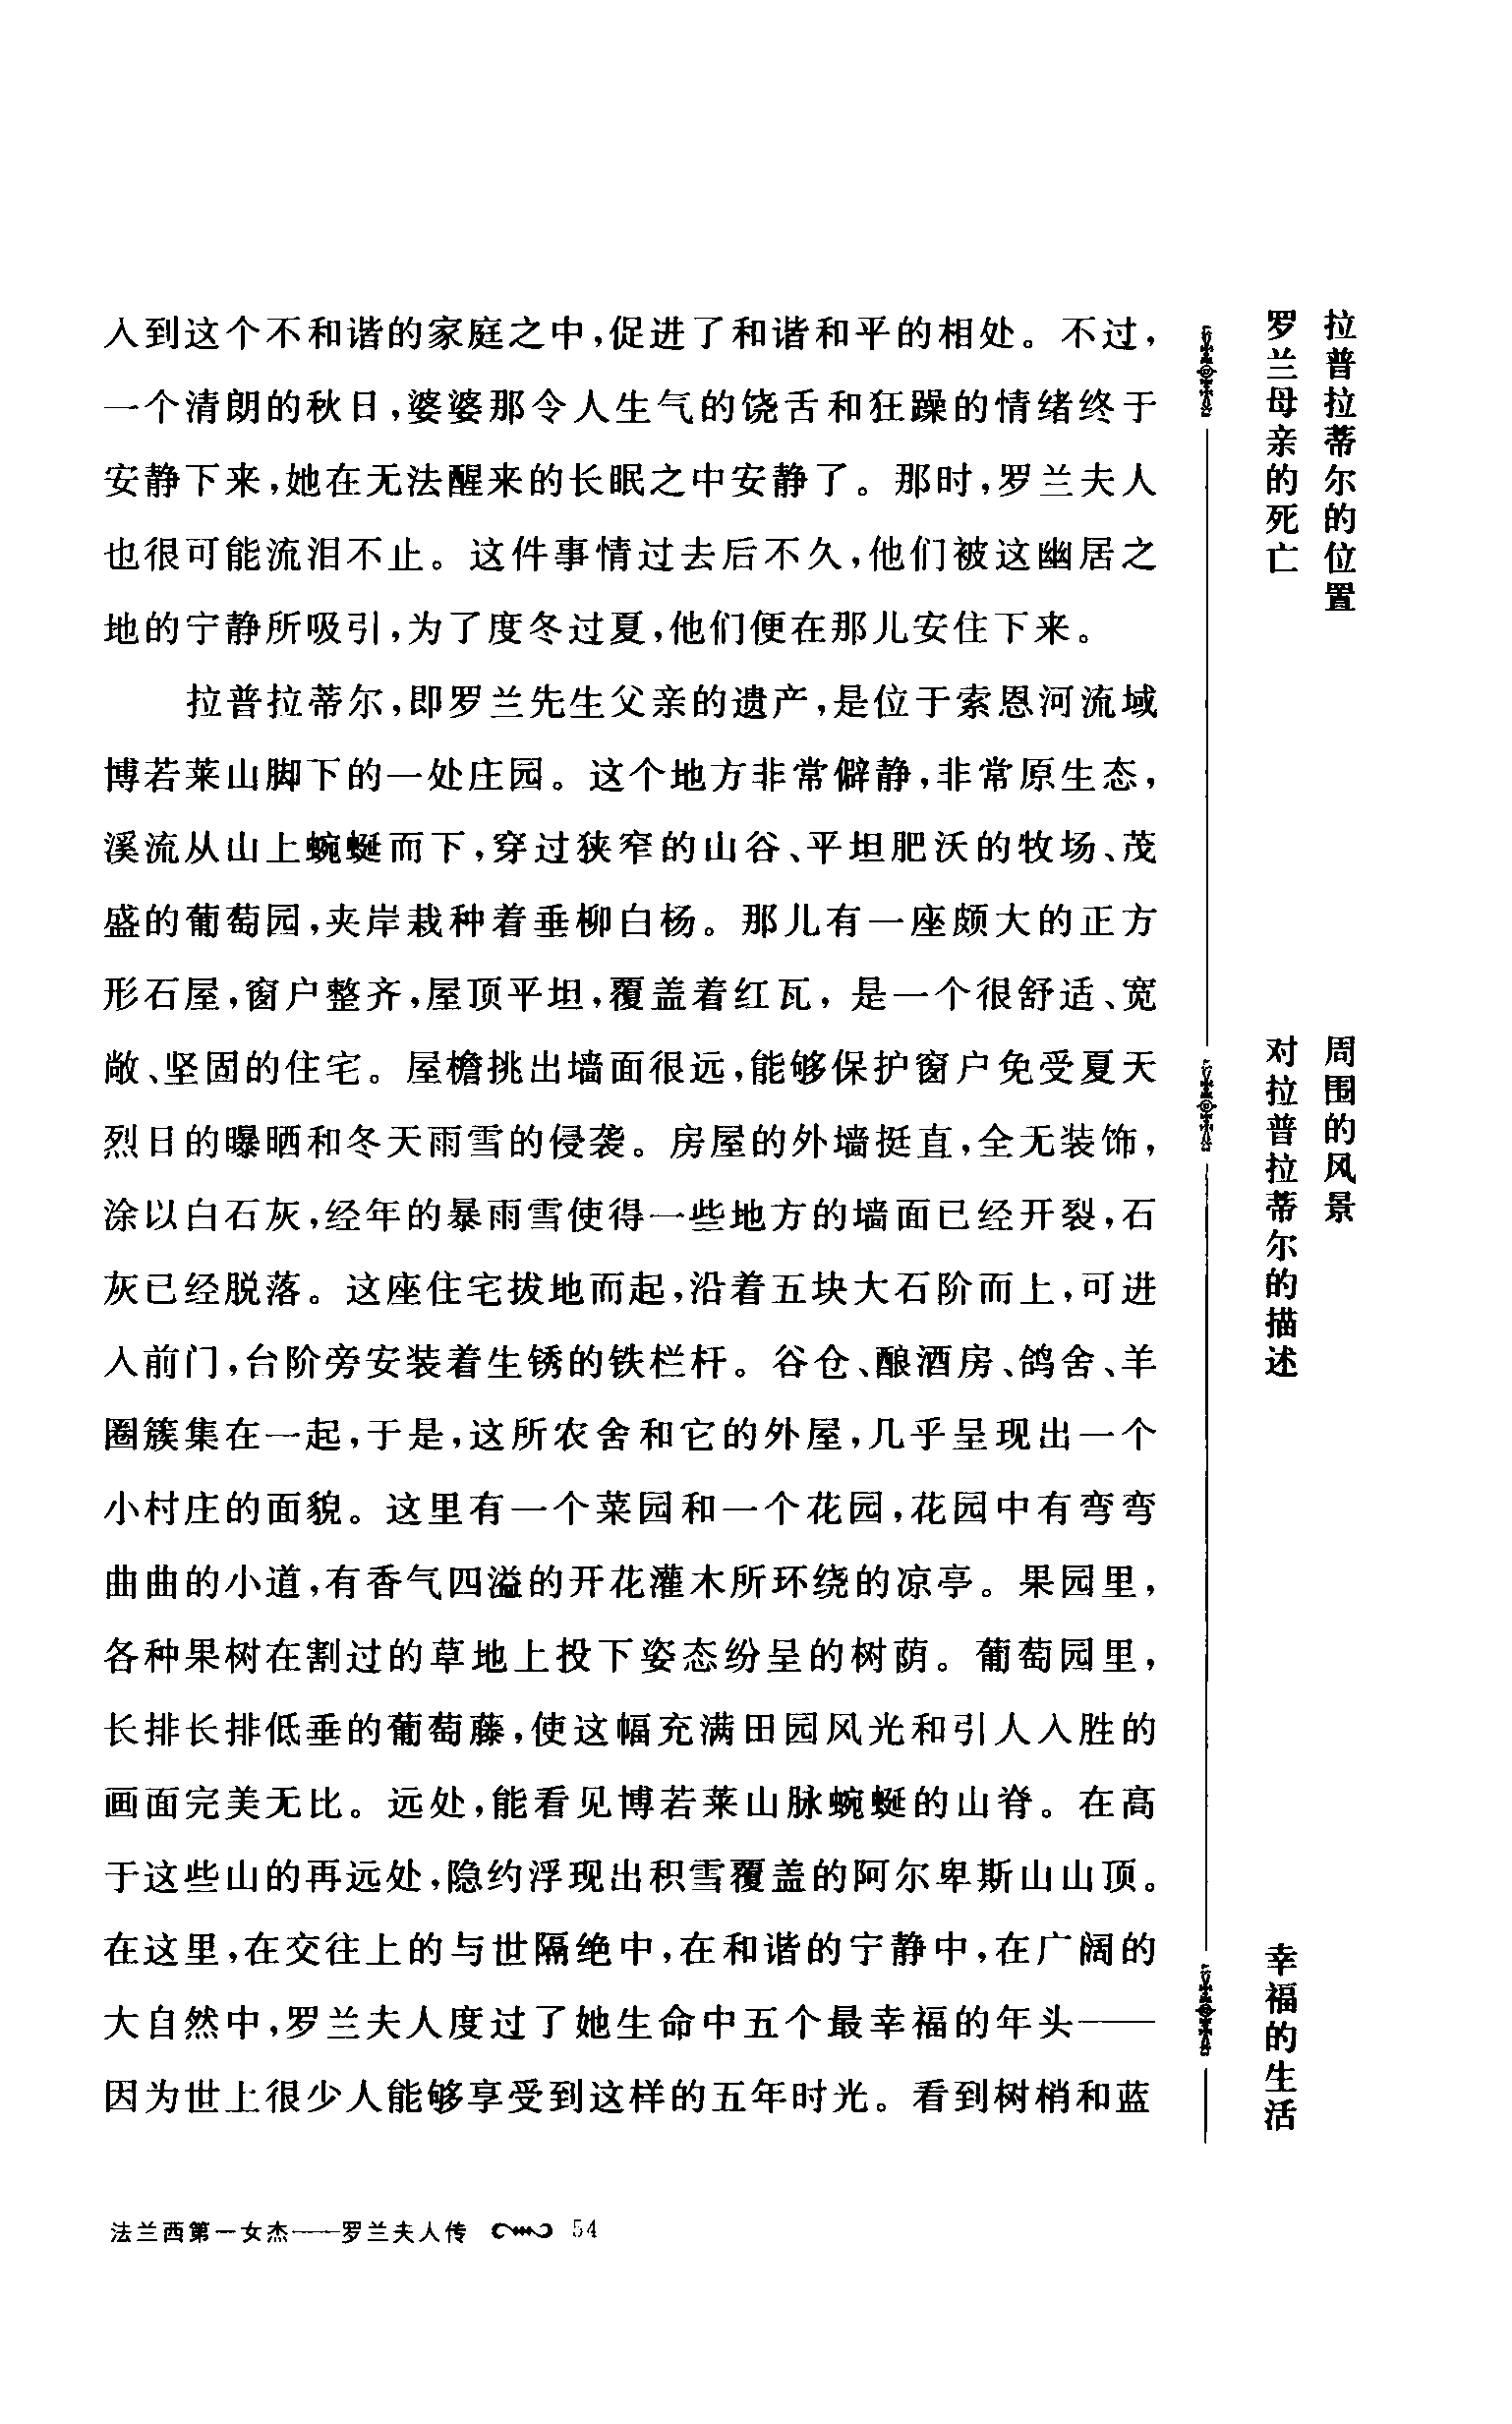 入到这个不和谐的家庭之中,促进了和谐和平的相处。不过,
一个清朗的秋日,婆婆那令人生气的饶舌和狂躁的情绪终于
安静下来,她在无法醒来的长眠之中安静了。那时,罗兰夫人
也很可能流泪不止。这件事情过去后不久,他们被这幽居之
地的宁静所吸引,为了度冬过夏,他们便在那儿安住下来。
拉普拉蒂尔,即罗兰先生父亲的遗产,是位于索恩河流域
博若莱山脚下的一处庄园。这个地方非常僻静,非常原生态,
溪流从山上蜿蜒而下,穿过狭窄的山谷、平坦肥沃的牧场、茂
盛的葡萄园,夹岸栽种着垂柳白杨。那儿有一座颇大的正方
形石屋,窗户整齐,屋顶平坦,覆盖着红瓦,是一个很舒适、宽
敞、坚固的住宅。屋檐挑出墙面很远,能够保护窗户免受夏天
烈日的曝晒和冬天雨雪的侵袭。房屋的外墙挺直,全无装饰,
涂以白石灰,经年的暴雨雪使得一些地方的墙面已经开裂,石
灰已经脱落。这座住宅拔地而起,沿着五块大石阶而上,可进
入前门,台阶旁安装着生锈的铁栏杆。谷仓、酿酒房、鸽舍、羊
圈簇集在一起,于是,这所农舍和它的外屋,几乎呈现出一个
小村庄的面貌。这里有一个菜园和一个花园,花园中有弯弯
曲曲的小道,有香气四溢的开花灌木所环绕的凉亭。果园里,
各种果树在割过的草地上投下姿态纷呈的树荫。葡萄园里,
长排长排低垂的葡萄藤,使这幅充满田园风光和引人入胜的
画面完美无比。远处,能看见博若莱山脉蜿蜒的山脊。在高
于这些山的再远处,隐约浮现出积雪覆盖的阿尔卑斯山山顶。
在这里,在交往上的与世隔绝中,在和谐的宁静中,在广阔的
大自然中,罗兰夫人度过了她生命中五个最幸福的年头——
因为世上很少人能够享受到这样的五年时光。看到树梢和蓝
拉普拉蒂尔的位置
罗兰母亲的死亡
周围的风景
对拉普拉蒂尔的描述
幸福的生活
法兰西第一女杰——罗兰夫人传 54